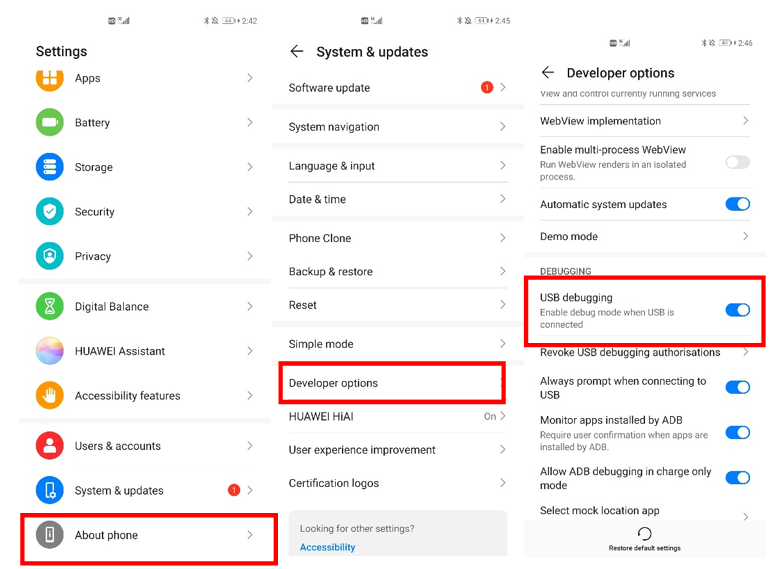 2:42
Settings
Apps
Battery
Storage
Security
Privacy
Digital Balance
HUAWEI Assistant
Accessibility features
Users & accounts
System & updates 1
About phone
2:45
System & updates
Software update 1
System navigation
Language & input
Date & time
Phone Clone
Backup & restore
Reset
Simple mode
Developer options
HUAWEI HiAI On
User experience improvement
Certification logos
Looking for other settings?
Accessibility
2:46
Developer options
View and control currently running services
WebView implementation
Enable multi-process WebView
Run WebView renders in an isolated
process.
Automatic system updates
Demo mode
DEBUGGING
USB debugging
Enable debug mode when USB is
connected
Revoke USB debugging authorisations
Always prompt when connecting to
USB
Monitor apps installed by ADB
Require user confirmation when apps are
installed by ADB.
Allow ADB debugging in charge only
mode
Select mock location app
Restore default settings